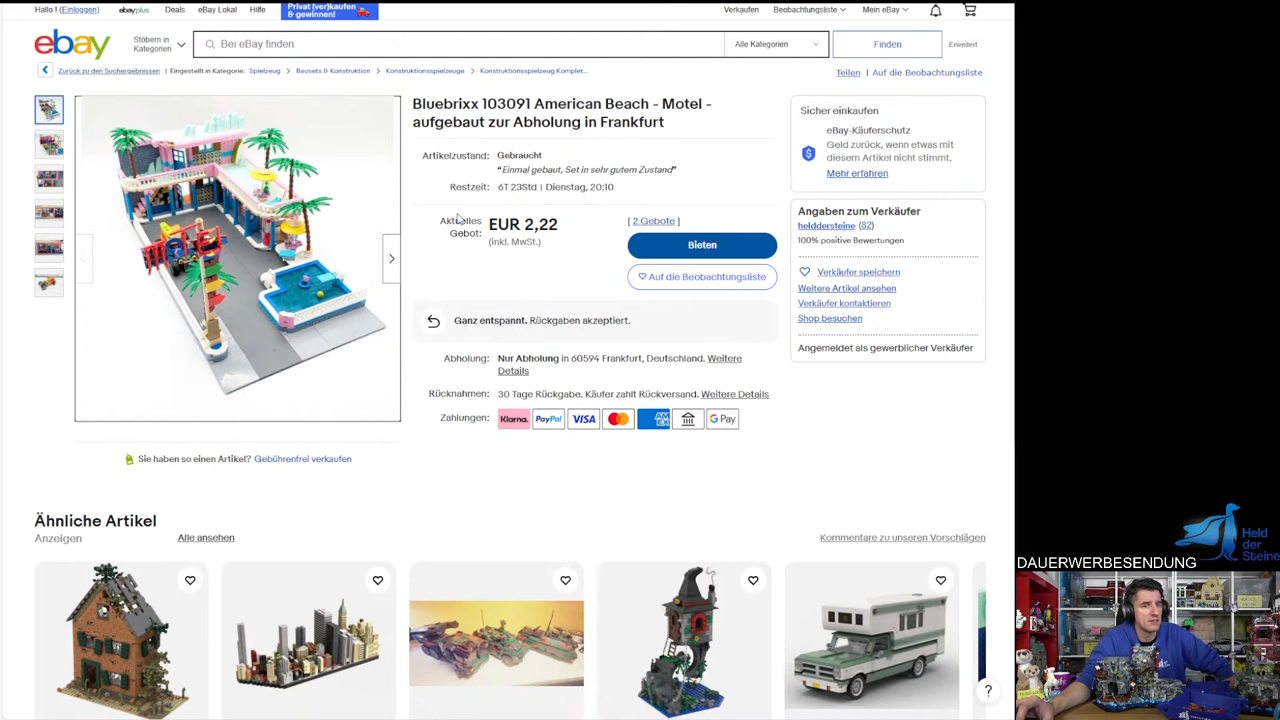 Hallo ! (Einloggen)
ebayplus
Deals
eBay Lokal
Hilfe
Privat (ver)kaufen
& gewinnen!
Verkaufen
Beobachtungsliste
Mein eBay
ebay
Stöbern in
Kategorien
Bei eBay finden
Alle Kategorien
Finden
Erweitert
Zurück zu den Suchergebnissen | Eingestellt in Kategorie: Spielzeug > Bausets & Konstruktion > Konstruktionsspielzeuge > Konstruktionsspielzeug Komplet...
Teilen | Auf die Beobachtungsliste
Bluebrixx 103091 American Beach - Motel -
aufgebaut zur Abholung in Frankfurt
Artikelzustand: Gebraucht
“Einmal gebaut, Set in sehr gutem Zustand”
Restzeit: 6T 23Std | Dienstag, 20:10
Aktuelles
Gebot:
EUR 2,22
(inkl. MwSt.)
[ 2 Gebote ]
Bieten
Auf die Beobachtungsliste
Ganz entspannt. Rückgaben akzeptiert.
Abholung: Nur Abholung in 60594 Frankfurt, Deutschland. Weitere
Details
Rücknahmen: 30 Tage Rückgabe. Käufer zahlt Rückversand. Weitere Details
Zahlungen: Klarna. PayPal VISA AM EX G Pay
Sicher einkaufen
eBay-Käuferschutz
Geld zurück, wenn etwas mit
diesem Artikel nicht stimmt.
Mehr erfahren
Angaben zum Verkäufer
helddersteine (82)
100% positive Bewertungen
Verkäufer speichern
Weitere Artikel ansehen
Verkäufer kontaktieren
Shop besuchen
Angemeldet als gewerblicher Verkäufer
Sie haben so einen Artikel? Gebührenfrei verkaufen
Ähnliche Artikel
Anzeigen
Alle ansehen
Kommentare zu unseren Vorschlägen
?
Held
der
Steine
DAUERWERBESENDUNG